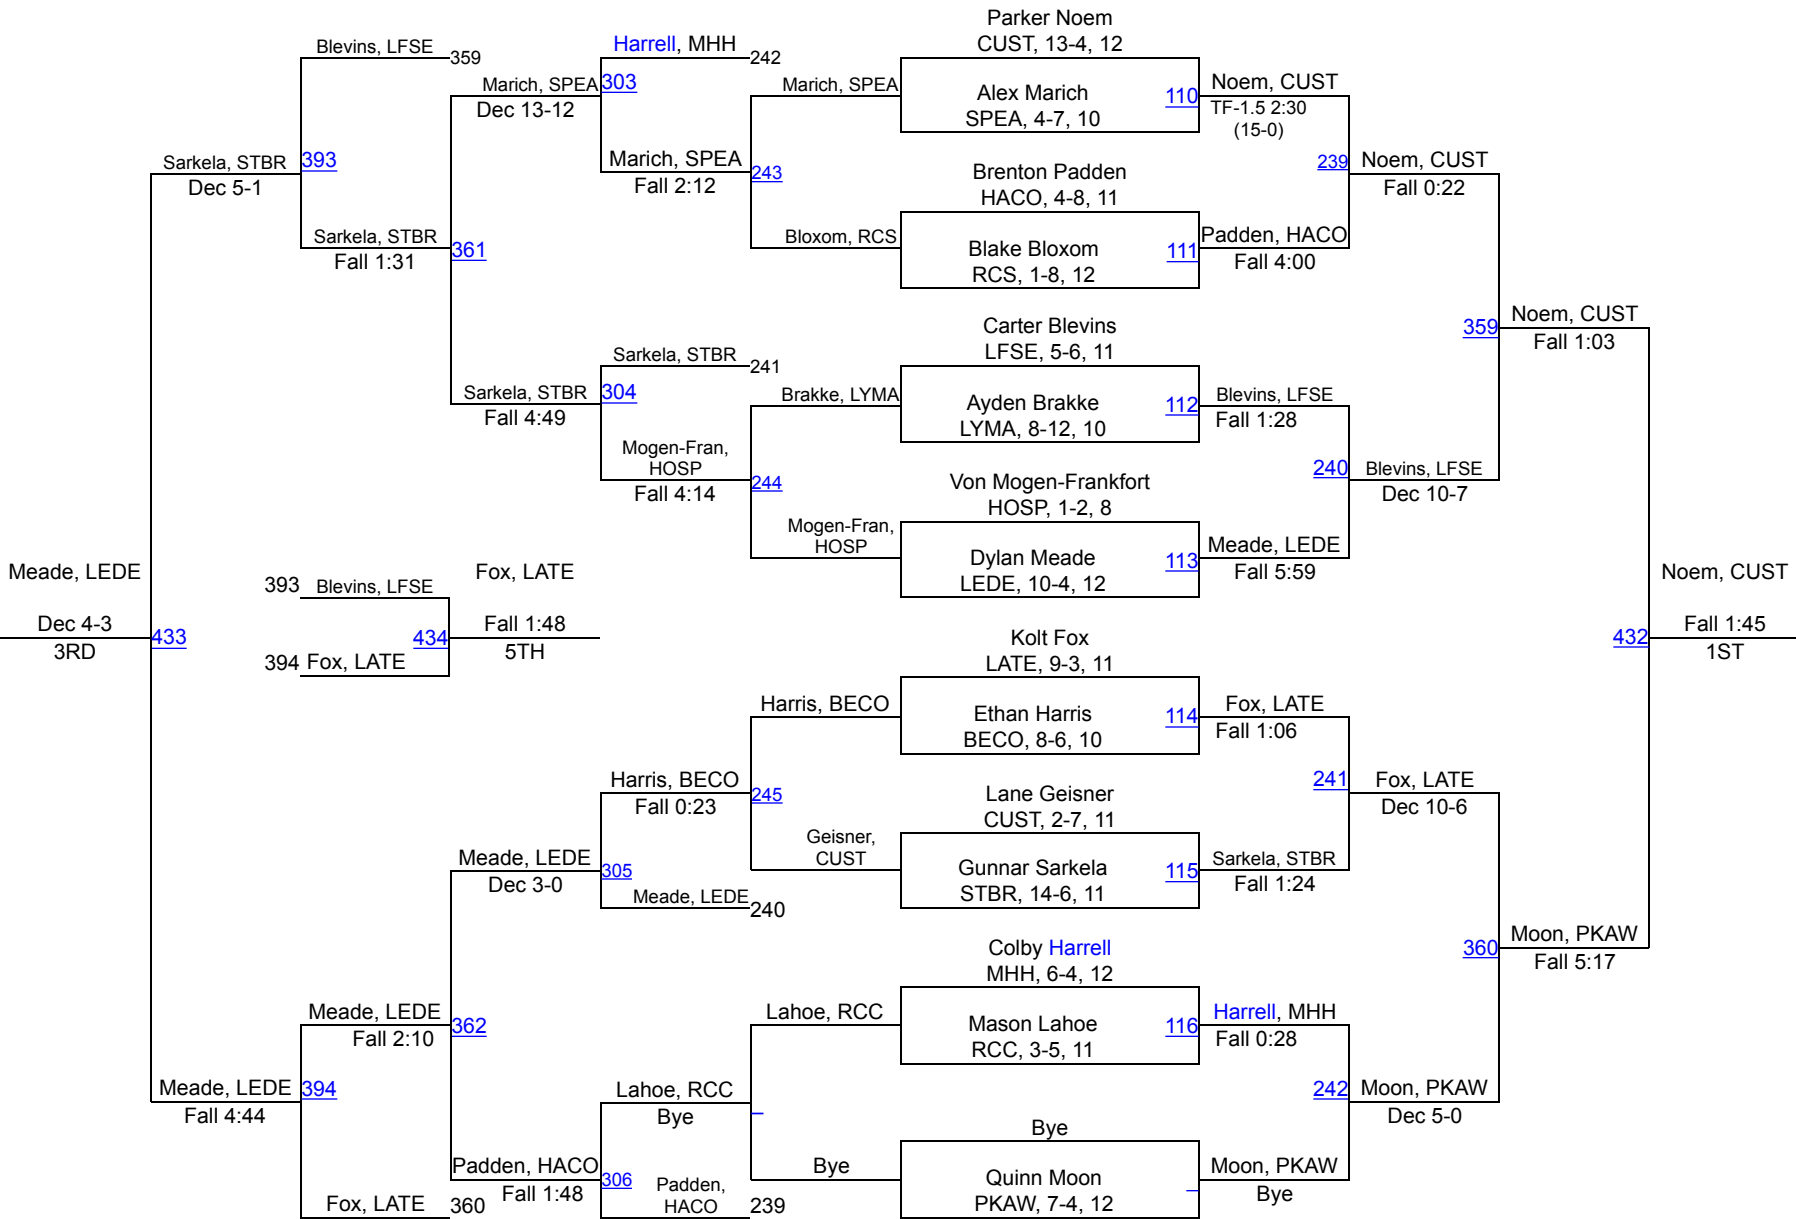 Parker Noem
CUST, 13-4, 12
Blevins, LFSE
359
Harrell, MHH
242
Marich, SPEA
303
Dec 13-12
Marich, SPEA
Alex Marich
SPEA, 4-7, 10
110
Noem, CUST
TF-1.5 2:30
(15-0)
Sarkela, STBR
393
Dec 5-1
Marich, SPEA
243
Fall 2:12
Brenton Padden
HACO, 4-8, 11
239
Noem, CUST
Fall 0:22
Sarkela, STBR
361
Fall 1:31
Bloxom, RCS
Blake Bloxom
RCS, 1-8, 12
111
Padden, HACO
Fall 4:00
Carter Blevins
LFSE, 5-6, 11
359
Noem, CUST
Fall 1:03
Sarkela, STBR
241
Sarkela, STBR
304
Fall 4:49
Brakke, LYMA
Ayden Brakke
LYMA, 8-12, 10
112
Blevins, LFSE
Fall 1:28
Mogen-Fran,
HOSP
244
Fall 4:14
Von Mogen-Frankfort
HOSP, 1-2, 8
240
Blevins, LFSE
Dec 10-7
Mogen-Fran,
HOSP
Dylan Meade
LEDE, 10-4, 12
113
Meade, LEDE
Fall 5:59
Meade, LEDE
Dec 4-3
433
3RD
393
Blevins, LFSE
Fox, LATE
434
Fall 1:48
5TH
394
Fox, LATE
Noem, CUST
432
Fall 1:45
1ST
Kolt Fox
LATE, 9-3, 11
Harris, BECO
Ethan Harris
BECO, 8-6, 10
114
Fox, LATE
Fall 1:06
Harris, BECO
245
Fall 0:23
Lane Geisner
CUST, 2-7, 11
241
Fox, LATE
Dec 10-6
Meade, LEDE
305
Dec 3-0
Geisner,
CUST
Gunnar Sarkela
STBR, 14-6, 11
115
Sarkela, STBR
Fall 1:24
Meade, LEDE
240
Colby Harrell
MHH, 6-4, 12
360
Moon, PKAW
Fall 5:17
Meade, LEDE
362
Fall 2:10
Lahoe, RCC
Mason Lahoe
RCC, 3-5, 11
116
Harrell, MHH
Fall 0:28
Meade, LEDE
394
Fall 4:44
Lahoe, RCC
Bye
Bye
242
Moon, PKAW
Dec 5-0
Padden, HACO
306
Fall 1:48
Bye
Quinn Moon
PKAW, 7-4, 12
Moon, PKAW
Bye
Fox, LATE
360
Padden,
HACO
239